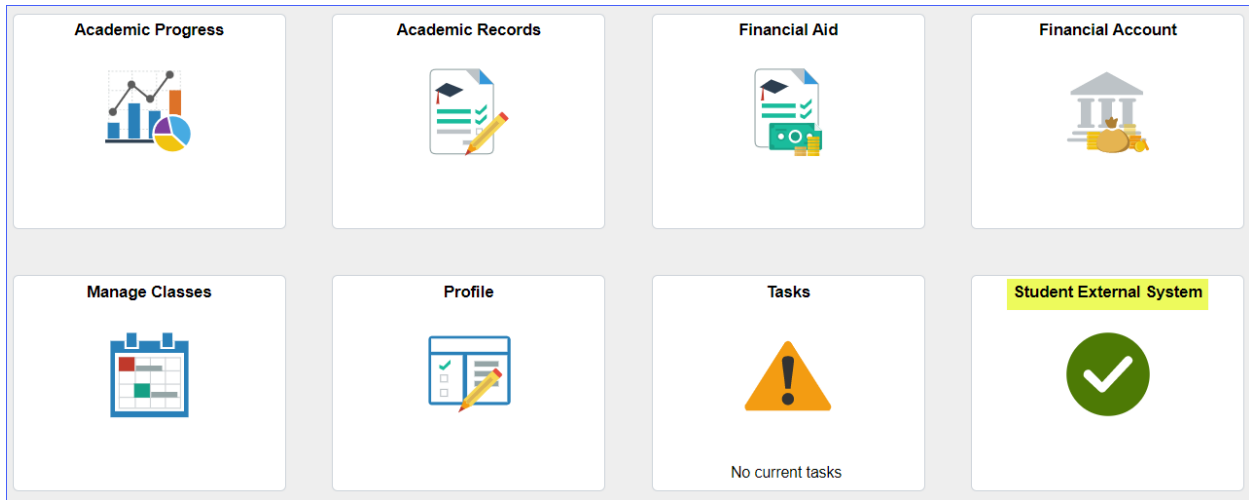 Academic Progress
Academic Records
Financial Aid
Financial Account
Manage Classes
Profile
Tasks
Student External System
No current tasks